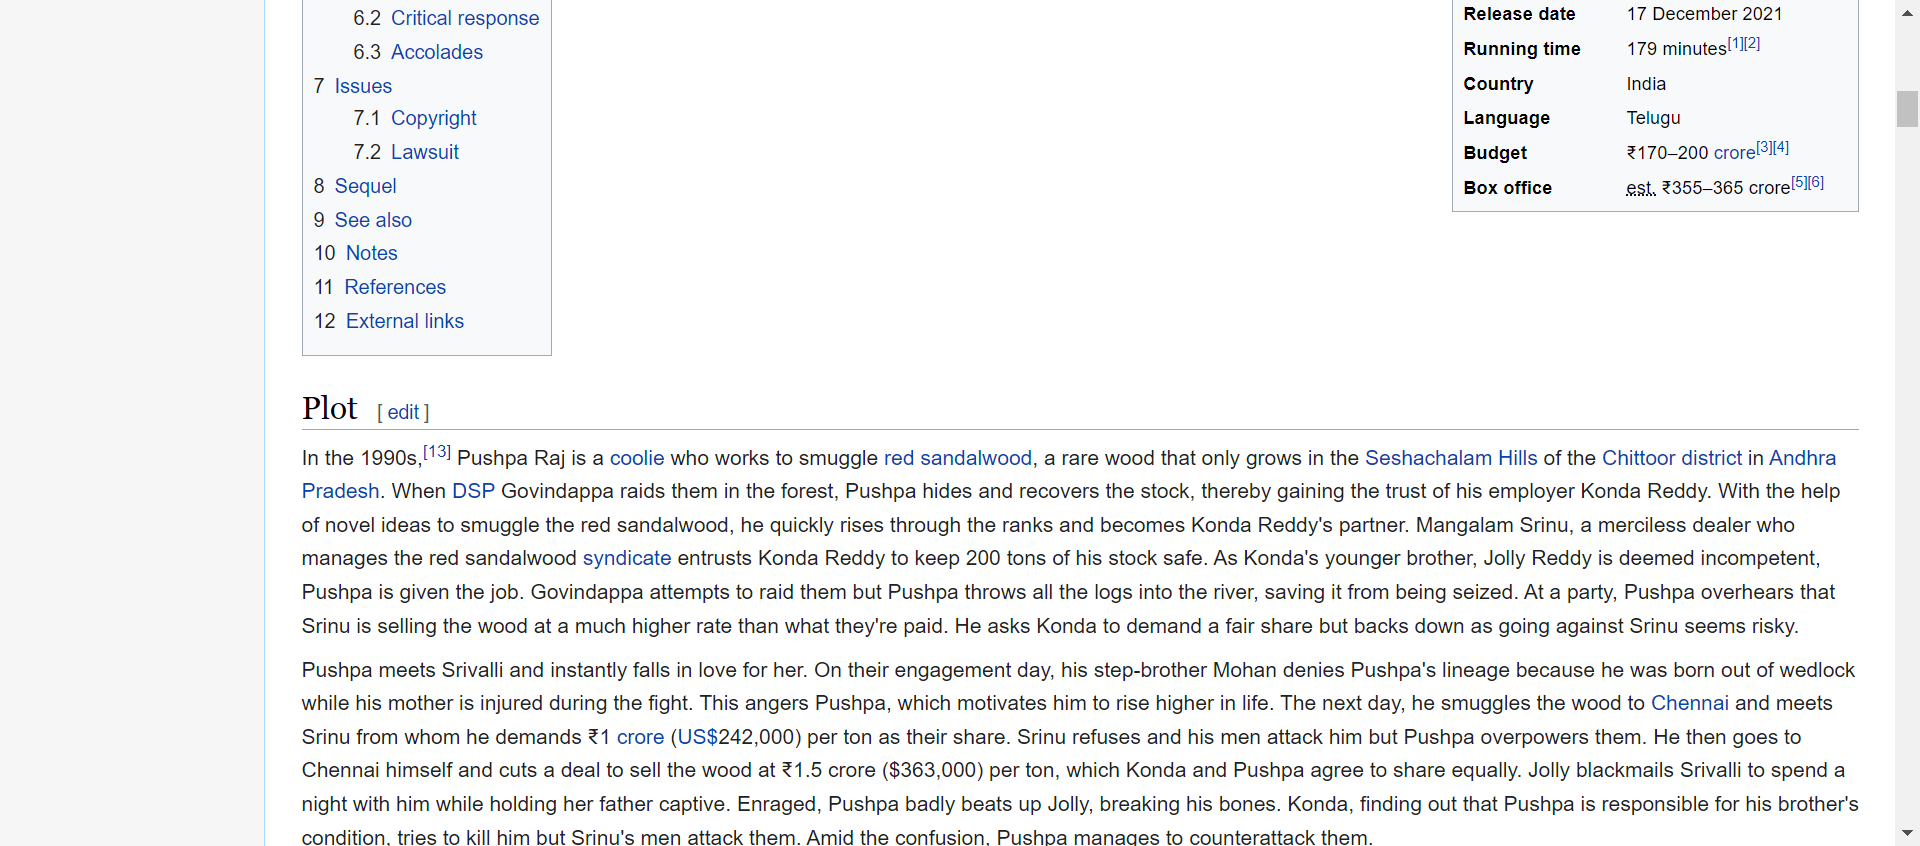 6.2 Critical response
6.3 Accolades
7 Issues
7.1 Copyright
7.2 Lawsuit
8 Sequel
9 See also
10 Notes
11 References
12 External links
Release date 17 December 2021
Running time 179 minutes[1][2]
Country India
Language Telugu
Budget ₹170–200 crore[3][4]
Box office est. ₹355–365 crore[5][6]
Plot [ edit ]
In the 1990s,[13] Pushpa Raj is a coolie who works to smuggle red sandalwood, a rare wood that only grows in the Seshachalam Hills of the Chittoor district in Andhra
Pradesh. When DSP Govindappa raids them in the forest, Pushpa hides and recovers the stock, thereby gaining the trust of his employer Konda Reddy. With the help
of novel ideas to smuggle the red sandalwood, he quickly rises through the ranks and becomes Konda Reddy's partner. Mangalam Srinu, a merciless dealer who
manages the red sandalwood syndicate entrusts Konda Reddy to keep 200 tons of his stock safe. As Konda's younger brother, Jolly Reddy is deemed incompetent,
Pushpa is given the job. Govindappa attempts to raid them but Pushpa throws all the logs into the river, saving it from being seized. At a party, Pushpa overhears that
Srinu is selling the wood at a much higher rate than what they're paid. He asks Konda to demand a fair share but backs down as going against Srinu seems risky.
Pushpa meets Srivalli and instantly falls in love for her. On their engagement day, his step-brother Mohan denies Pushpa's lineage because he was born out of wedlock
while his mother is injured during the fight. This angers Pushpa, which motivates him to rise higher in life. The next day, he smuggles the wood to Chennai and meets
Srinu from whom he demands ₹1 crore (US$242,000) per ton as their share. Srinu refuses and his men attack him but Pushpa overpowers them. He then goes to
Chennai himself and cuts a deal to sell the wood at ₹1.5 crore ($363,000) per ton, which Konda and Pushpa agree to share equally. Jolly blackmails Srivalli to spend a
night with him while holding her father captive. Enraged, Pushpa badly beats up Jolly, breaking his bones. Konda, finding out that Pushpa is responsible for his brother's
condition, tries to kill him but Srinu's men attack them. Amid the confusion, Pushpa manages to counterattack them.